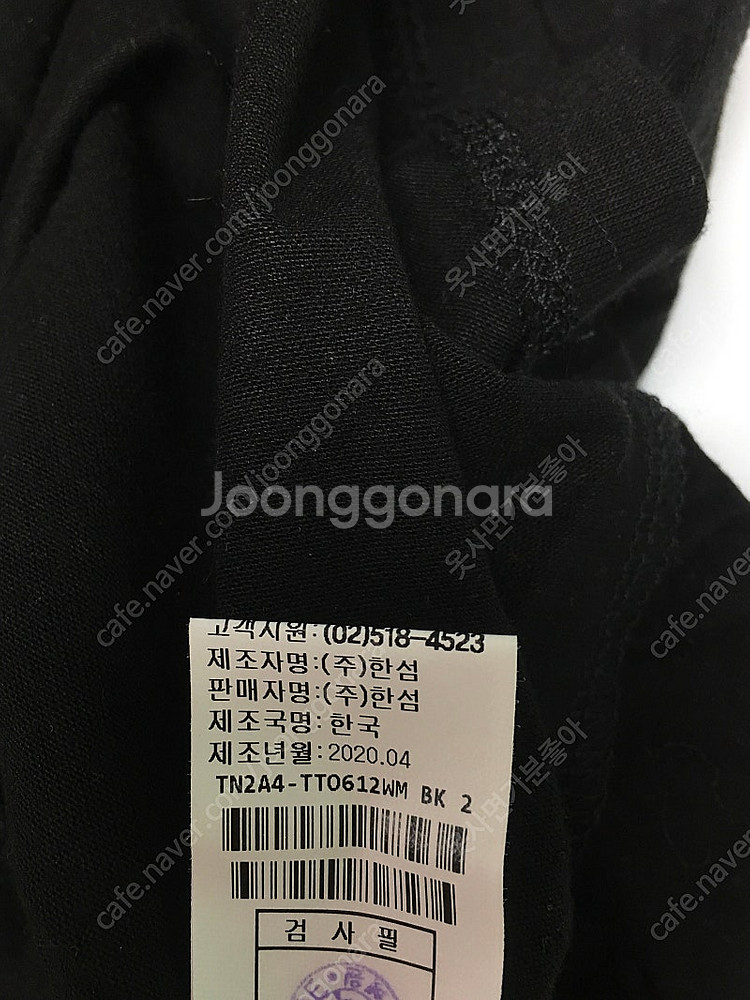 고객지원:(02)518-4523
제조자명:(주)한섬
판매자명:(주)한섬
제조국명:한국
제조년월:2020.04
TN2A4-TTO612WM BK 2
검 사 필
Joonggonara
cafe.naver.com/joonggonara
옷사면기분좋아